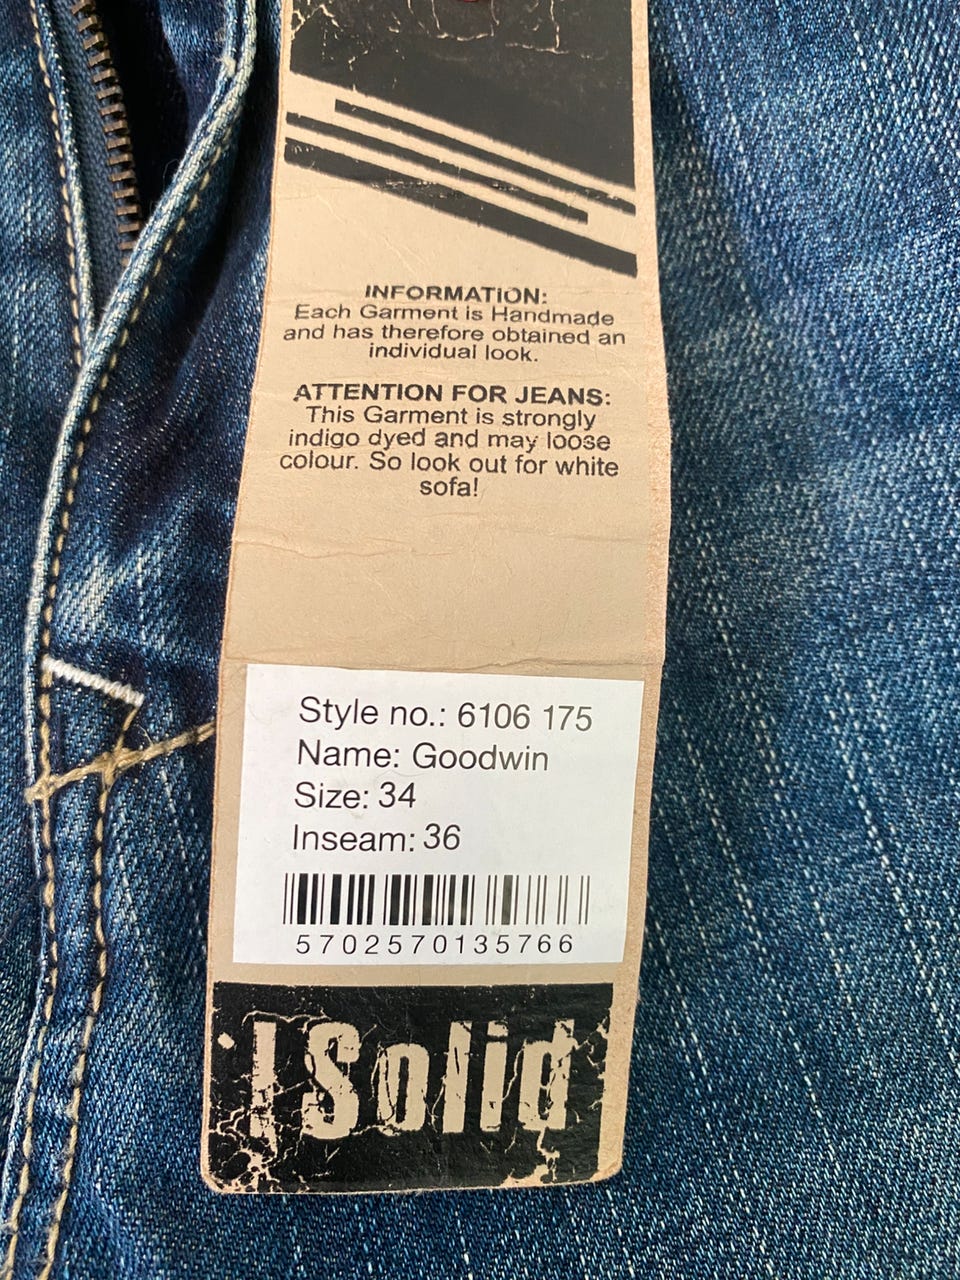 INFORMATION:
Each Garment is Handmade
and has therefore obtained an
individual look.
ATTENTION FOR JEANS:
This Garment is strongly
indigo dyed and may loose
colour. So look out for white
sofa!
Style no.: 6106 175
Name: Goodwin
Size: 34
Inseam: 36
5702570135766
! Solid